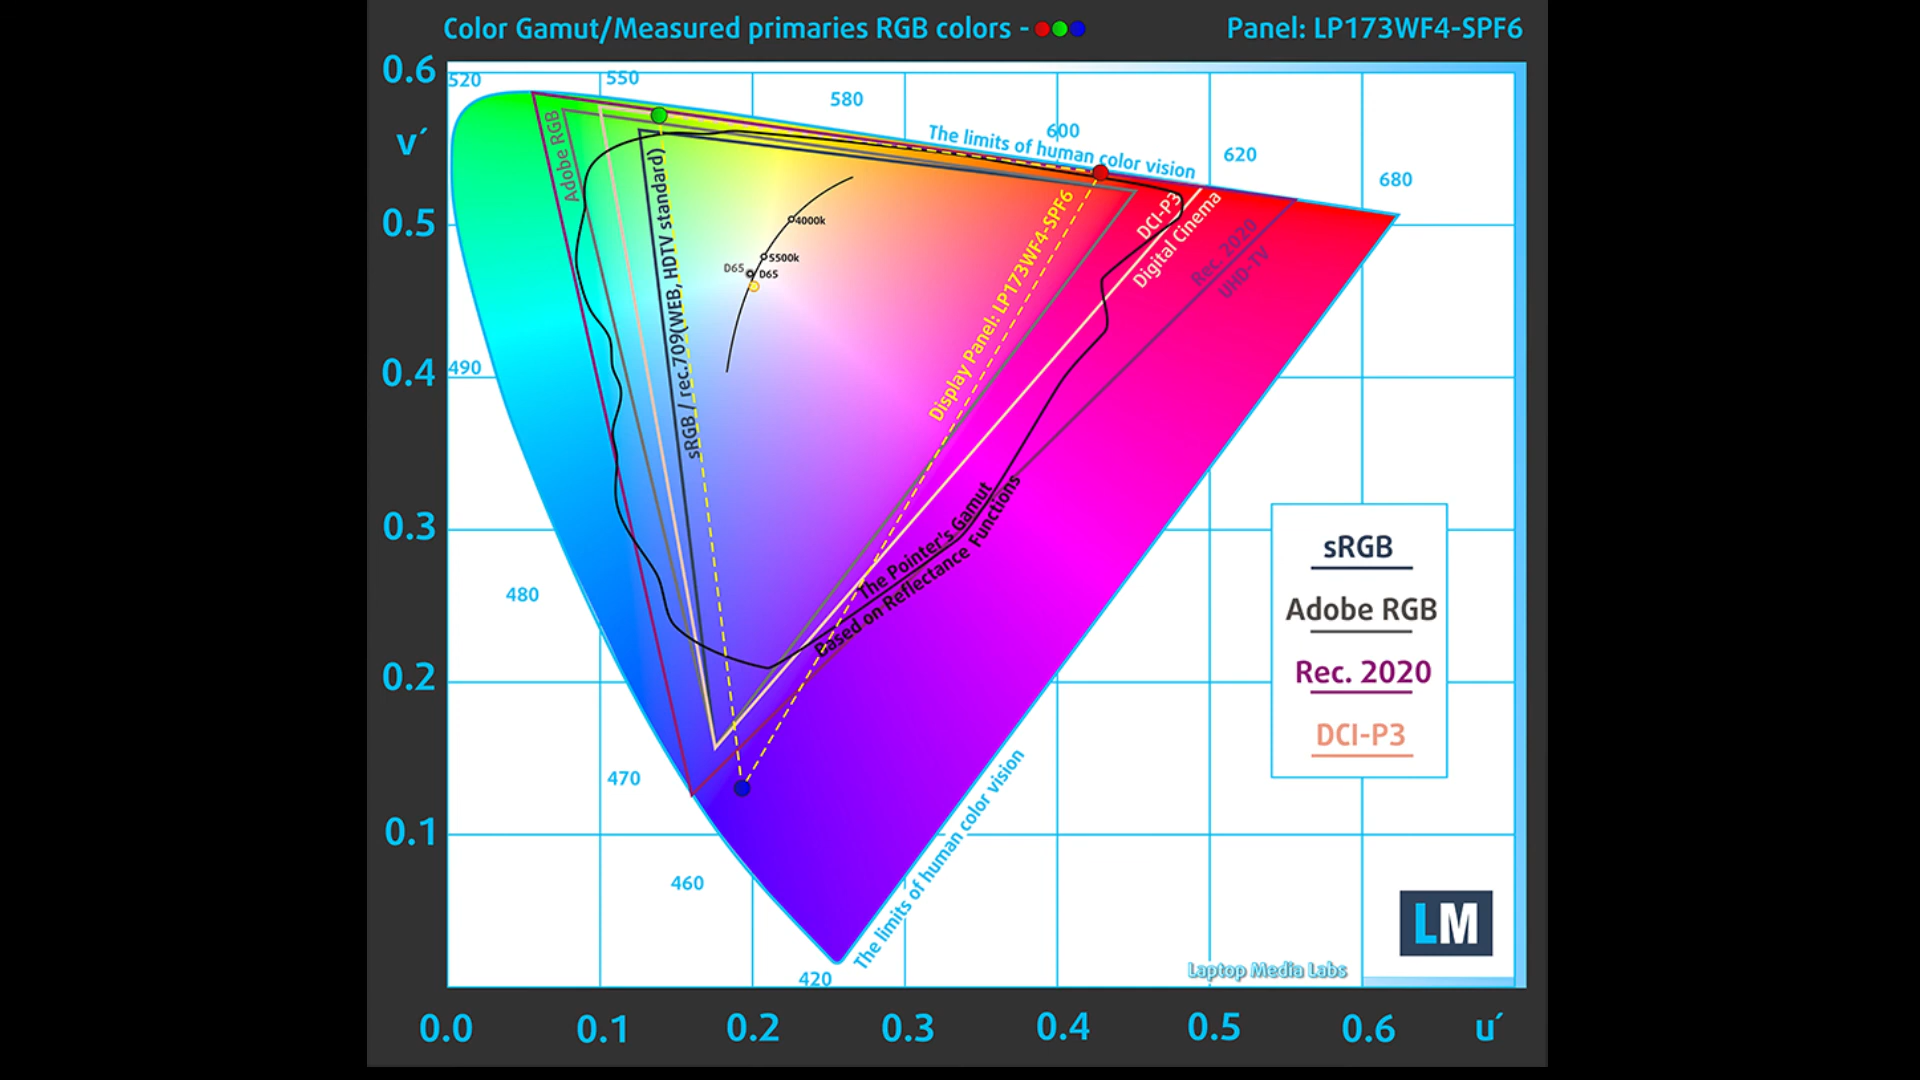 Color Gamut/Measured primaries RGB colors -
Panel: LP173WF4-SPF6
0.6
520
550
580
600
620
680
v´
The limits of human color vision
Adobe RGB
sRGB / rec.709(WEB, HDTV standard)
Display Panel: LP173WF4-SPF6
DCI-P3
Digital Cinema
Rec. 2020
UHD-TV
0.5
4000k
5500k
D65
D65
0.4
490
The Pointer's Gamut
Based on Reflectance Functions
0.3
480
sRGB
Adobe RGB
Rec. 2020
DCI-P3
0.2
470
0.1
460
The limits of human color vision
420
LM
Laptop Media Labs
0.0
0.1
0.2
0.3
0.4
0.5
0.6
u´